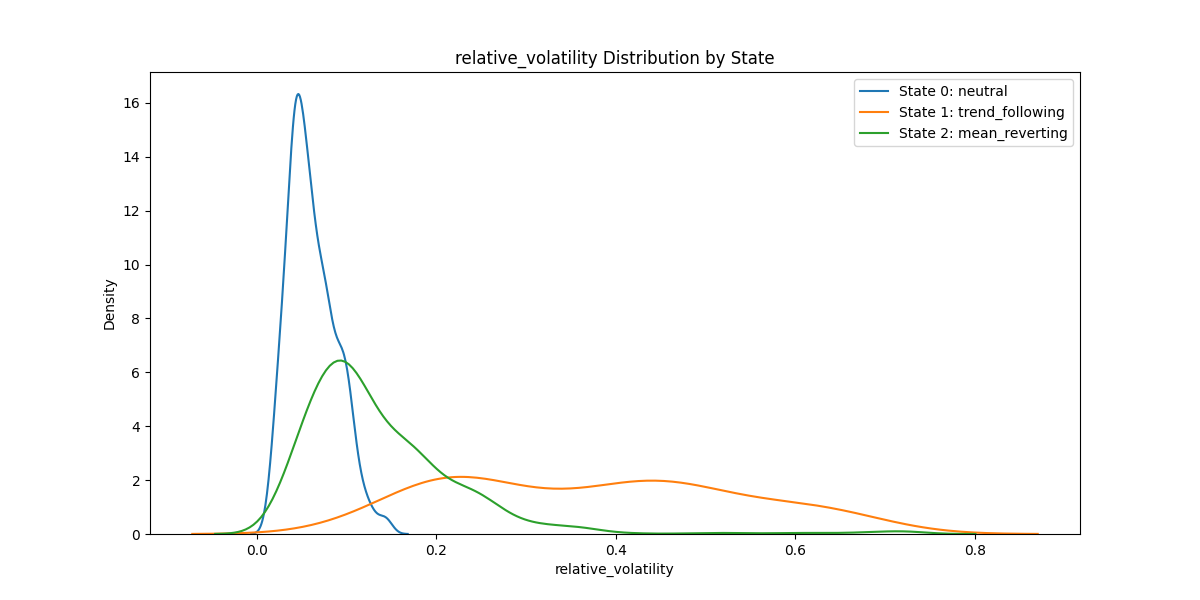 relative_volatility Distribution by State
State 0: neutral
State 1: trend_following
State 2: mean_reverting
Density
16
14
12
10
8
6
4
2
0
0.0 0.2 0.4 0.6 0.8
relative_volatility